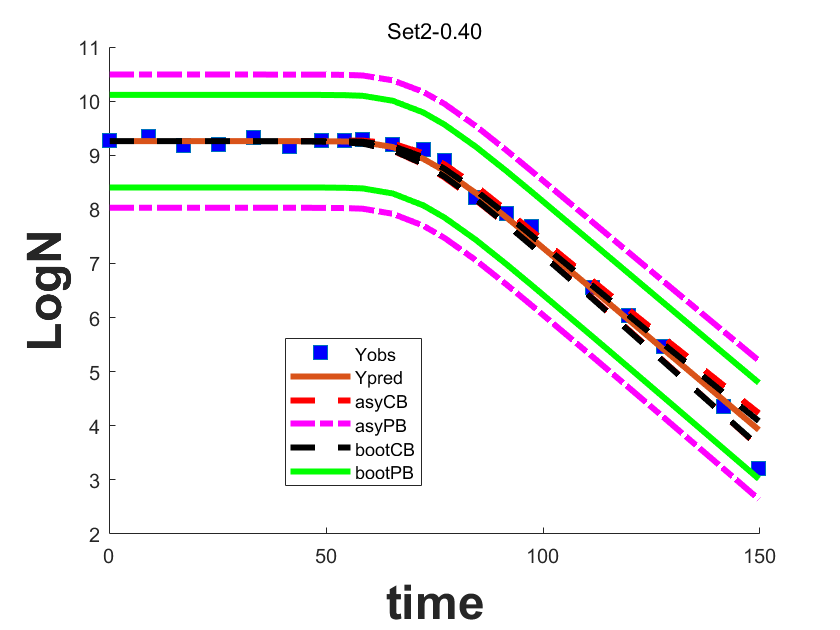 Set2-0.40
11
10
9
8
7
6
5
4
3
2
LogN
Yobs
Ypred
asyCB
asyPB
bootCB
bootPB
0 50 100 150
time